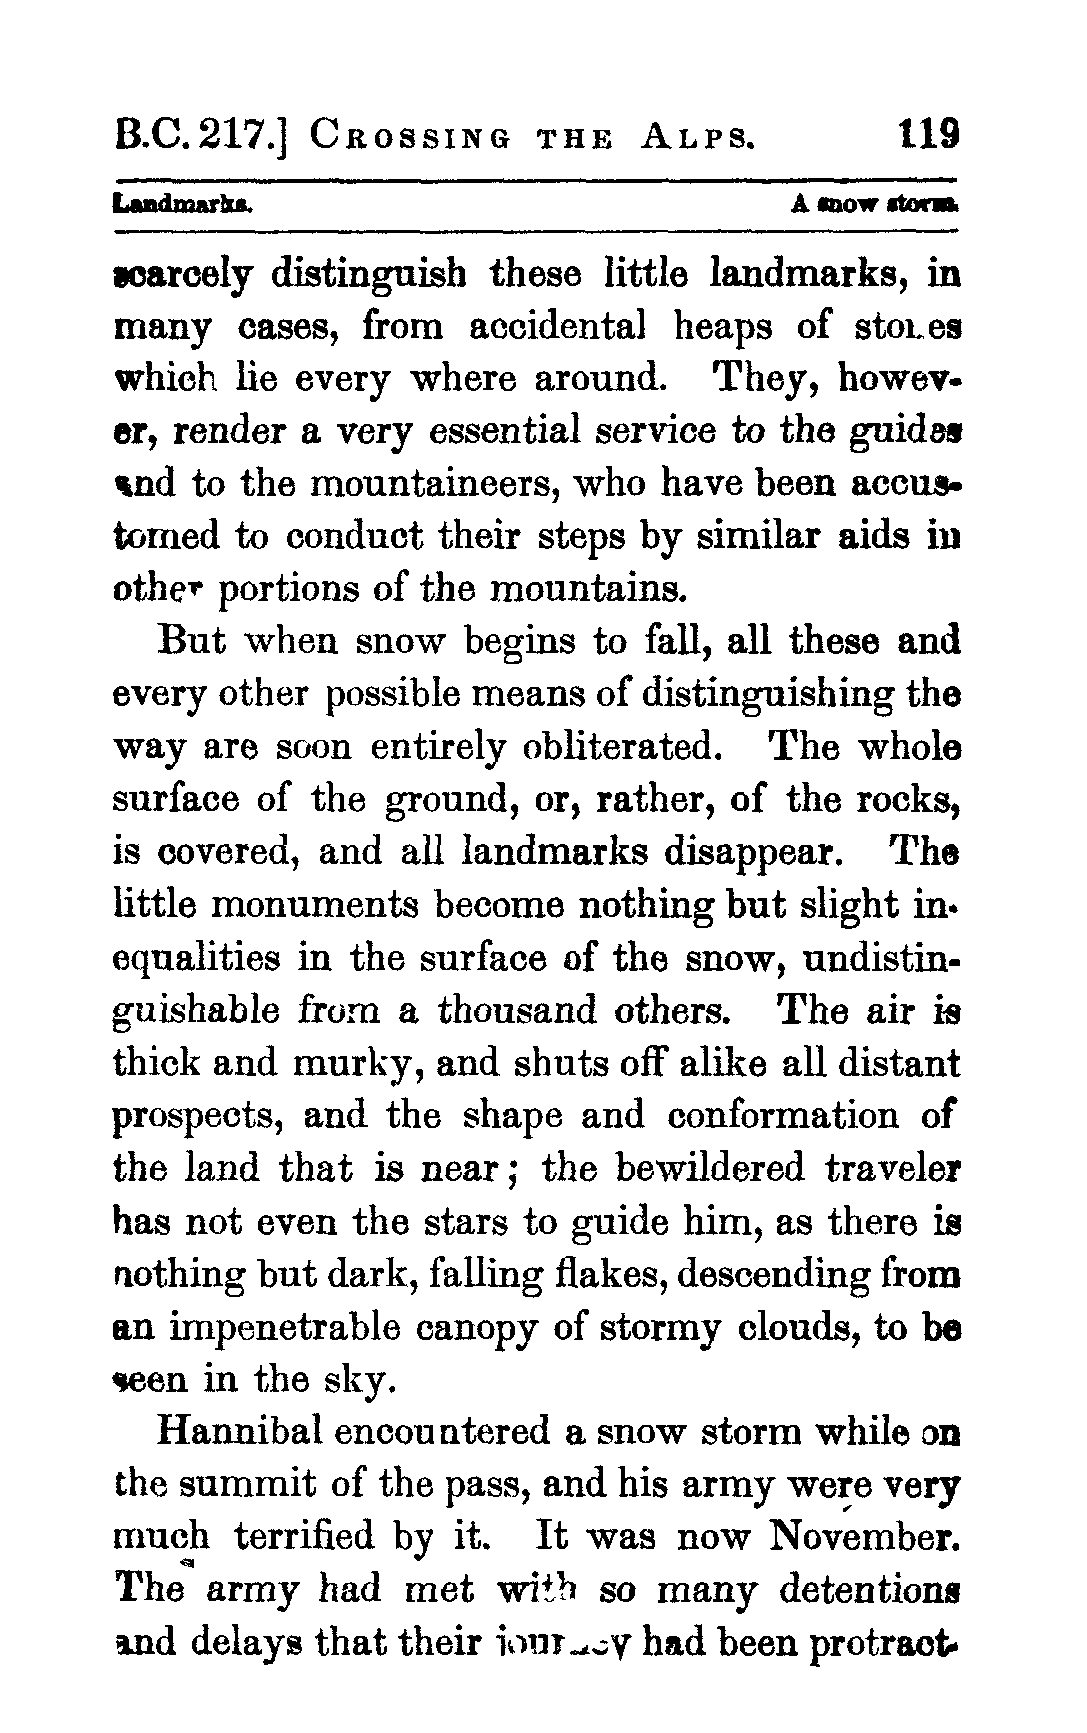 B.C. 217.] CROSSING THE ALPS. 119
Landmarks. A snow storm.
scarcely distinguish these little landmarks, in
many cases, from accidental heaps of stones
which lie every where around. They, howev-
er, render a very essential service to the guides
and to the mountaineers, who have been accus-
tomed to conduct their steps by similar aids in
other portions of the mountains.
But when snow begins to fall, all these and
every other possible means of distinguishing the
way are soon entirely obliterated. The whole
surface of the ground, or, rather, of the rocks,
is covered, and all landmarks disappear. The
little monuments become nothing but slight in-
equalities in the surface of the snow, undistin-
guishable from a thousand others. The air is
thick and murky, and shuts off alike all distant
prospects, and the shape and conformation of
the land that is near; the bewildered traveler
has not even the stars to guide him, as there is
nothing but dark, falling flakes, descending from
an impenetrable canopy of stormy clouds, to be
seen in the sky.
Hannibal encountered a snow storm while on
the summit of the pass, and his army were very
much terrified by it. It was now November.
The army had met with so many detentions
and delays that their journey had been protract-